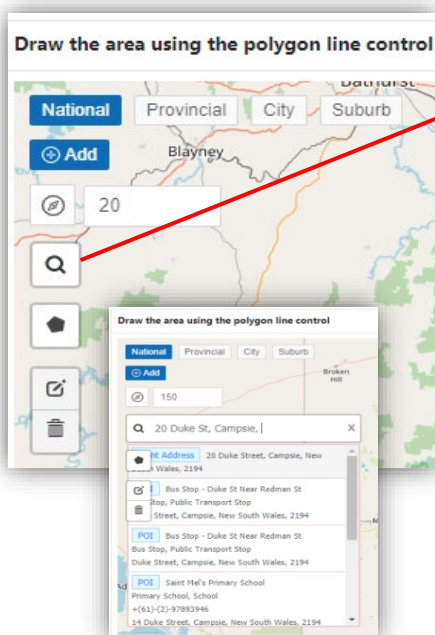 Draw the area using the polygon line control
Bathurst
National Provincial City Suburb
Add
Blayney
20
Draw the area using the polygon line control
National Provincial City Suburb
Add
Broken
Hill
150
20 Duke St, Campsie,
X
nt Address 20 Duke Street, Campsie, New
Wales, 2194
POI Bus Stop - Duke St Near Redman St
Stop, Public Transport Stop
Street, Campsie, New South Wales, 2194
POI Bus Stop - Duke St Near Redman St
Bus Stop, Public Transport Stop
Duke Street, Campsie, New South Wales, 2194
POI Saint Mel's Primary School
Primary School, School
+(61)-(2)-97893946
14 Duke Street, Campsie, New South Wales, 2194